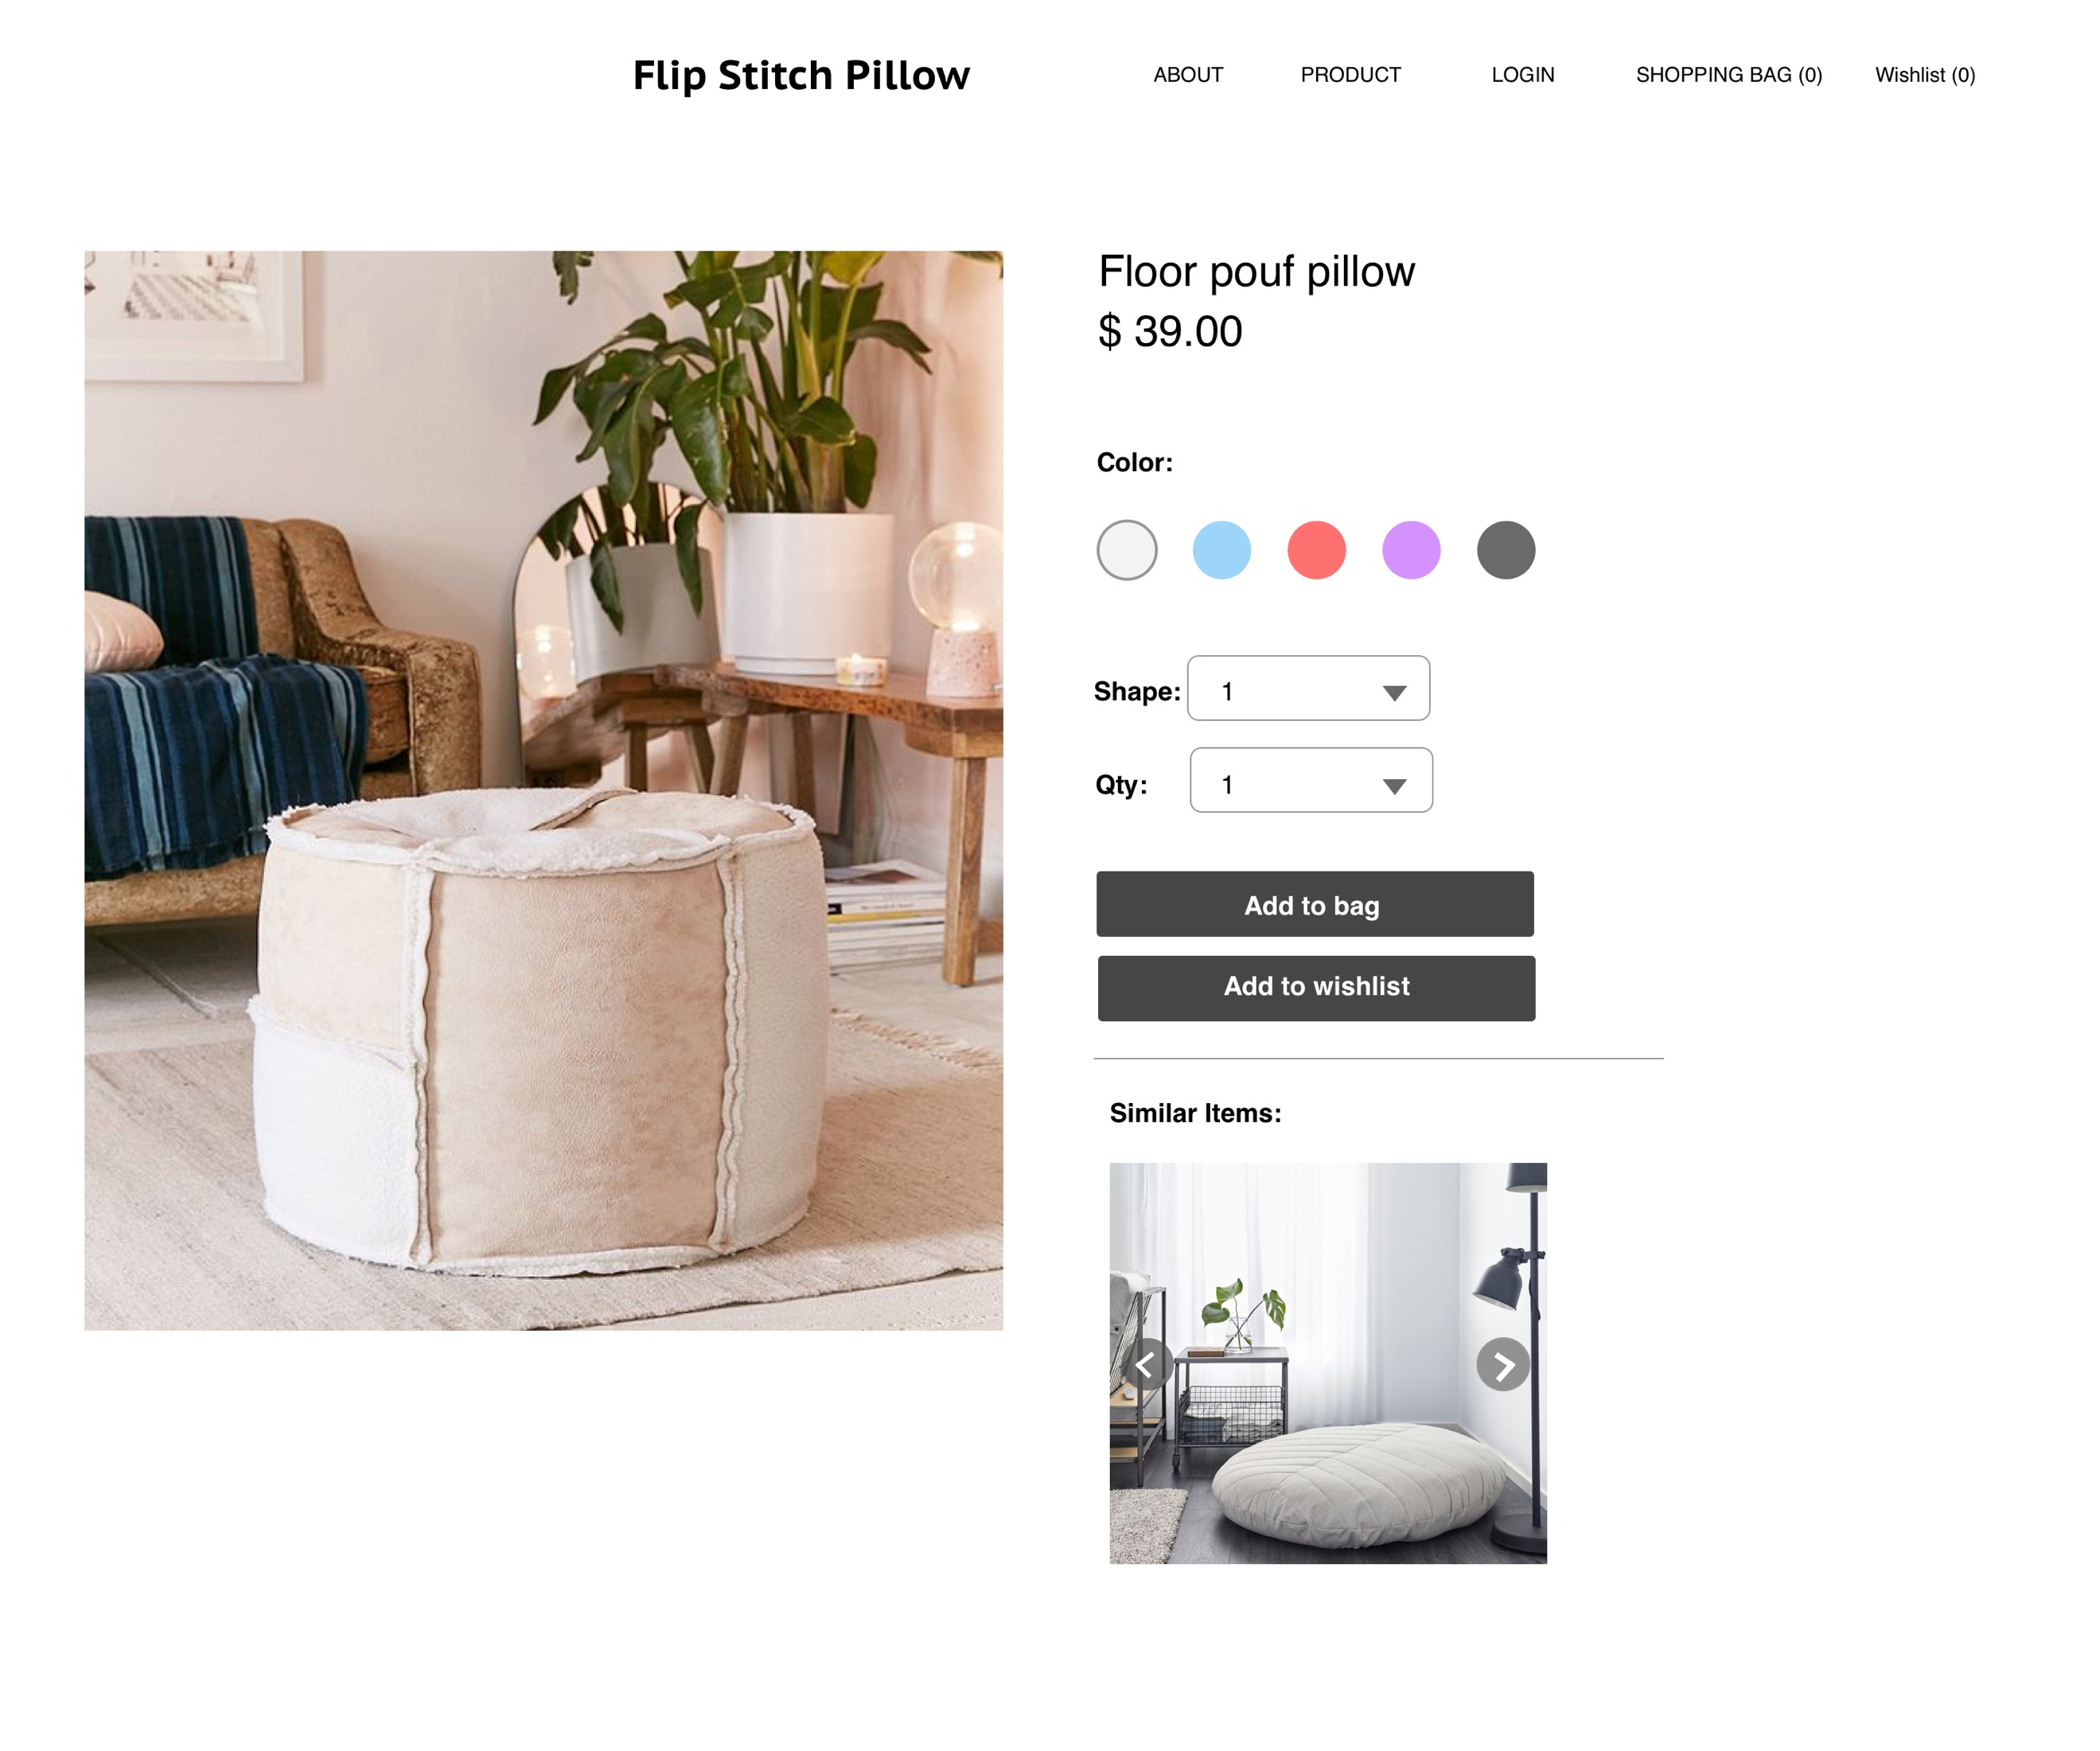 Flip Stitch Pillow
ABOUT PRODUCT LOGIN SHOPPING BAG (0) Wishlist (0)
Floor pouf pillow
$ 39.00
Color:
Shape: 1
Qty: 1
Add to bag
Add to wishlist
Similar Items: